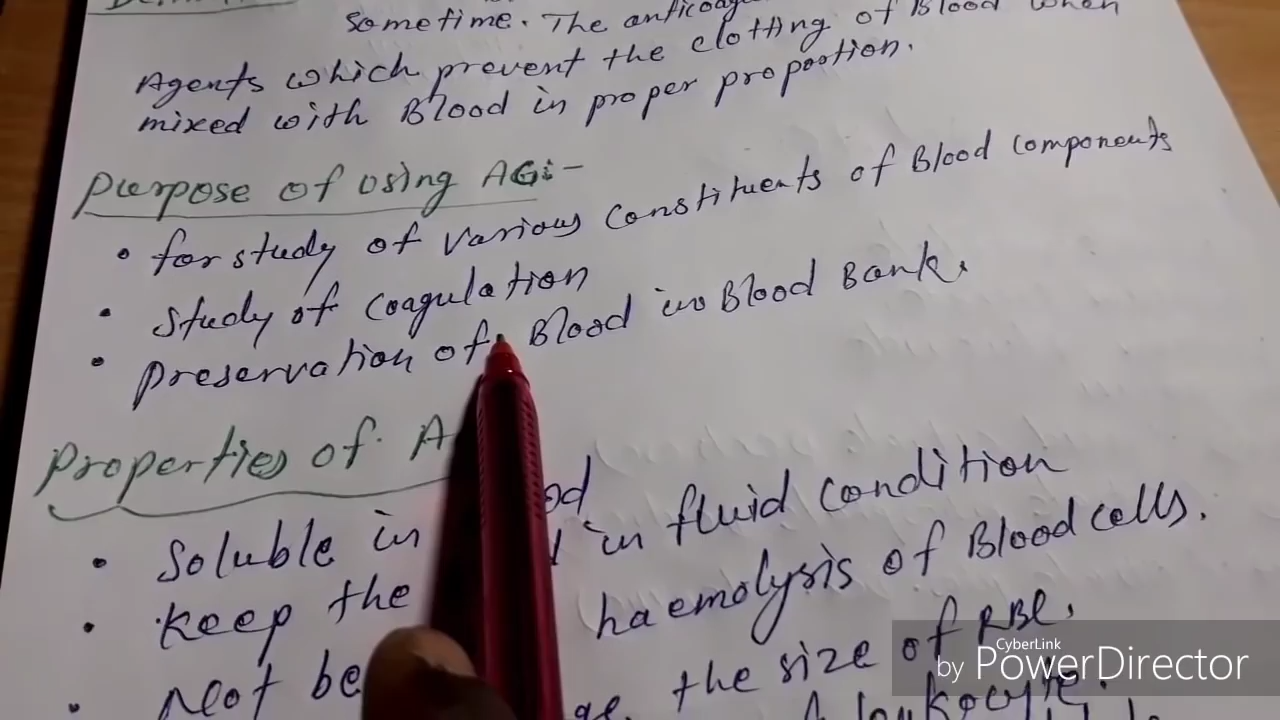 sometime. The
Agents which prevent the clotting of Blood when
mixed with Blood in proper proportion.
Purpose of using AG:-
• for study of various constituents of Blood components
• study of coagulation
• preservation of Blood in Blood Bank.
Properties of A
• soluble in od
• keep the in fluid condition
• Not be haemolysis of Blood cells.
the size of RBC.
CyberLink
by PowerDirector